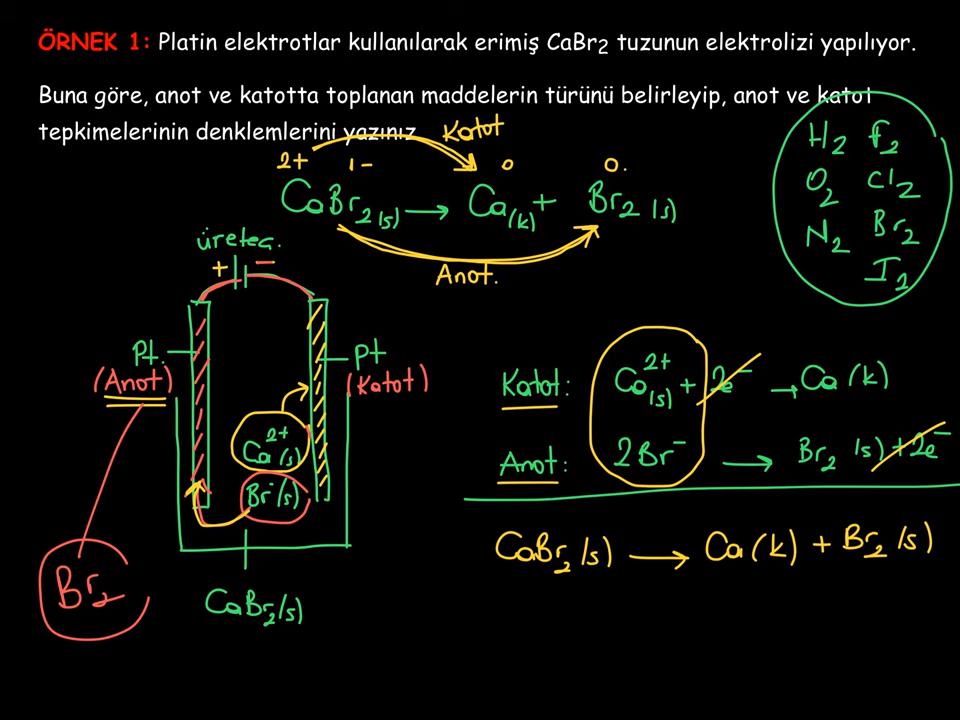 ÖRNEK 1: Platin elektrotlar kullanılarak erimiş CaBr2 tuzunun elektrolizi yapılıyor.
Buna göre, anot ve katotta toplanan maddelerin türünü belirleyip, anot ve katot
tepkimelerinin denklemlerini yazınız
Katot
2+ 1- 0 0.
CaBr2(s) → Ca(k) + Br2(s)
Anot.
H2 F2
O2 Cl2
N2 Br2
I2
üreteç.
+ -
Pt. Pt
(Anot) (Katot)
Ca2+(s)
Br-(s)
CaBr2(s)
Br2
Katot: Ca2+(s) + 2e- → Ca (k)
Anot: 2Br- → Br2 (s) + 2e-
CaBr2(s) → Ca(k) + Br2(s)